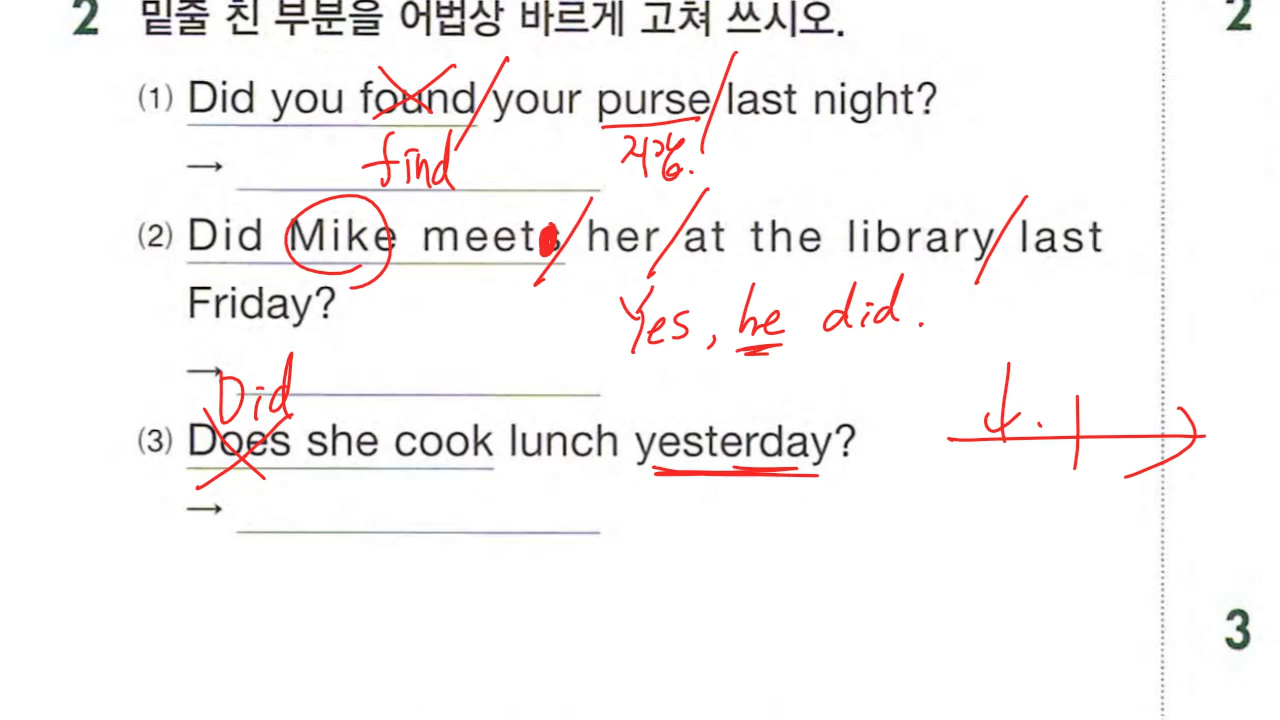 2 밑줄 친 부분을 어법상 바르게 고쳐 쓰시오. 2
(1) Did you found your purse last night?
→ find 지갑.
(2) Did Mike meets her at the library last
Friday?
Yes, he did.
→
Did
(3) Does she cook lunch yesterday?
→
3